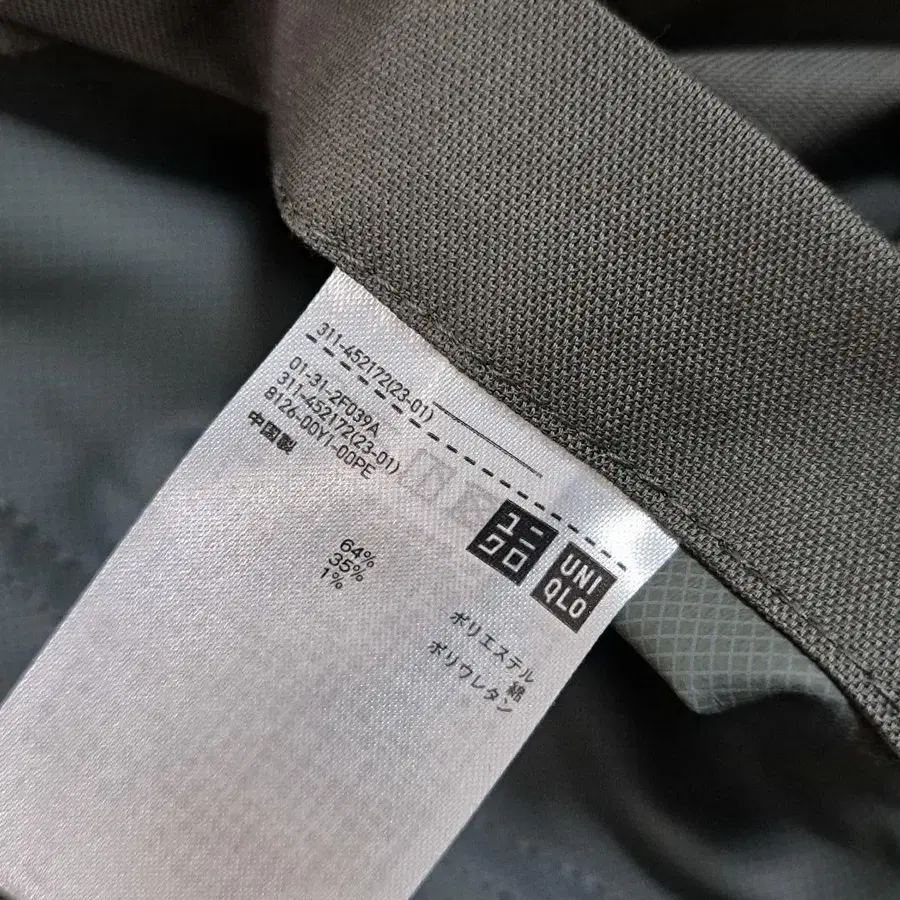 311-452172(23-01)
01-31-2F039A
311-452172(23-01)
8126-00Y1-00PE
中国製
ユニ
クロ
UNI
QLO
ポリエステル 64%
綿 35%
ポリウレタン 1%